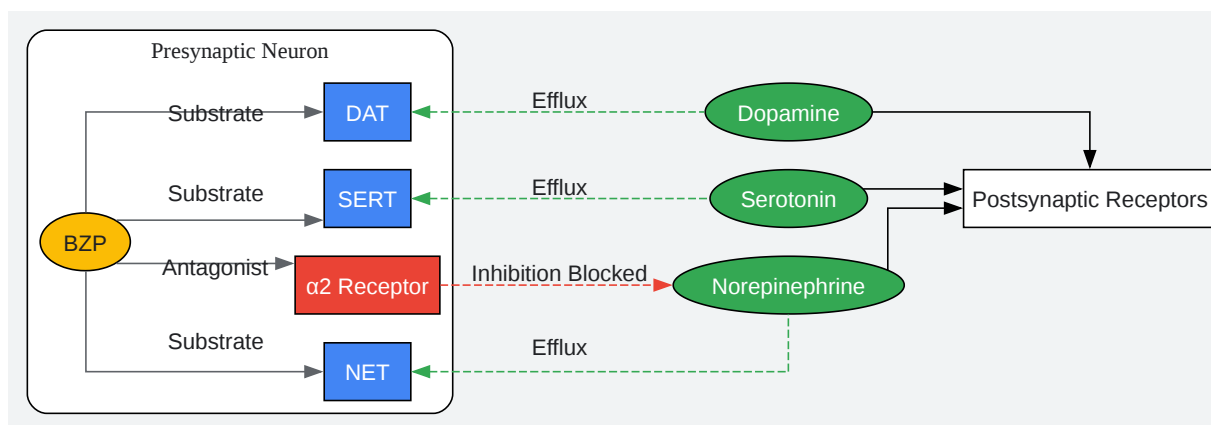 Presynaptic Neuron
Substrate
DAT
Efflux
Dopamine
Substrate
SERT
Efflux
Serotonin
Postsynaptic Receptors
BZP
Antagonist
α2 Receptor
Inhibition Blocked
Norepinephrine
Substrate
NET
Efflux